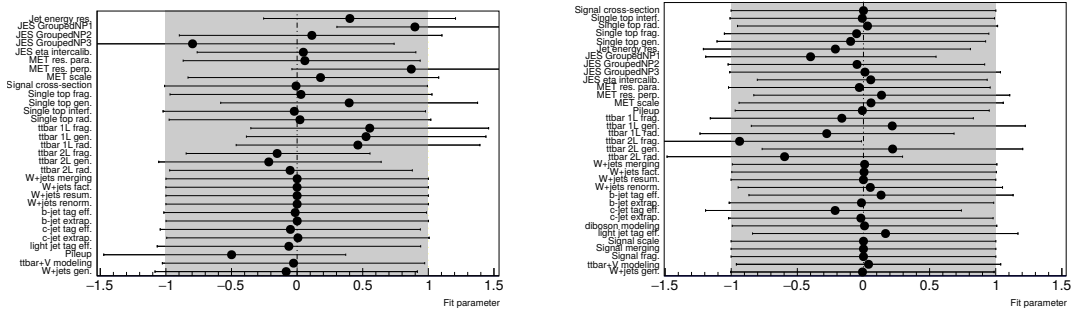 Jet energy res.
JES GroupedNP1
JES GroupedNP2
JES GroupedNP3
JES eta intercalib.
MET res. para.
MET res. perp.
MET scale
Signal cross-section
Single top frag.
Single top gen.
Single top interf.
Single top rad.
ttbar 1L frag.
ttbar 1L gen.
ttbar 1L rad.
ttbar 2L frag.
ttbar 2L gen.
ttbar 2L rad.
W+jets merging
W+jets fact.
W+jets resum.
W+jets renorm.
b-jet tag eff.
b-jet extrap.
c-jet tag eff.
c-jet extrap.
light jet tag eff.
Pileup
ttbar+V modeling
W+jets gen.
−1.5 −1 −0.5 0 0.5 1 1.5
Fit parameter
Signal cross-section
Single top interf.
Single top rad.
Single top frag.
Single top gen.
Jet energy res.
JES GroupedNP1
JES GroupedNP2
JES GroupedNP3
JES eta intercalib.
MET res. para.
MET res. perp.
MET scale
Pileup
ttbar 1L frag.
ttbar 1L gen.
ttbar 1L rad.
ttbar 2L frag.
ttbar 2L gen.
ttbar 2L rad.
W+jets merging
W+jets fact.
W+jets resum.
W+jets renorm.
b-jet tag eff.
b-jet extrap.
c-jet tag eff.
c-jet extrap.
diboson modeling
light jet tag eff.
Signal scale
Signal merging
Signal frag.
ttbar+V modeling
W+jets gen.
−1.5 −1 −0.5 0 0.5 1 1.5
Fit parameter